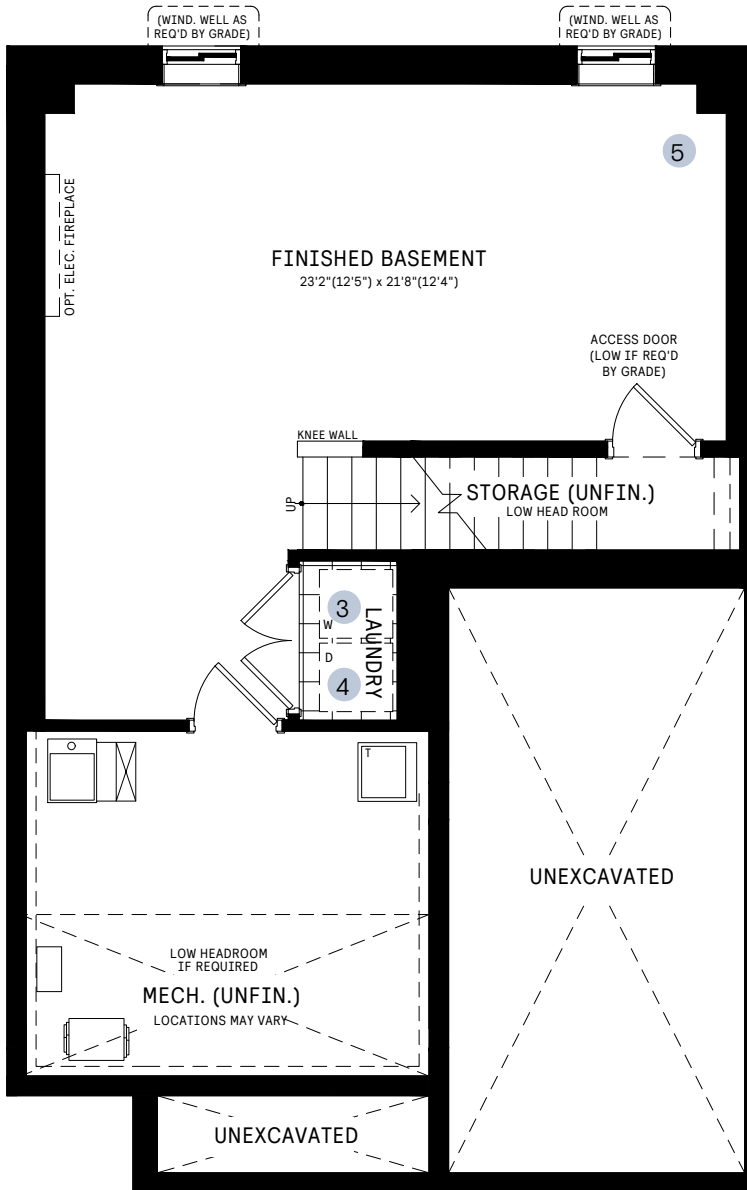 (WIND. WELL AS
REQ'D BY GRADE)
(WIND. WELL AS
REQ'D BY GRADE)
5
OPT. ELEC. FIREPLACE
FINISHED BASEMENT
23'2"(12'5") x 21'8"(12'4")
ACCESS DOOR
(LOW IF REQ'D
BY GRADE)
KNEE WALL
UP
STORAGE (UNFIN.)
LOW HEAD ROOM
3
W
LAUNDRY
D
4
T
UNEXCAVATED
LOW HEADROOM
IF REQUIRED
MECH. (UNFIN.)
LOCATIONS MAY VARY
UNEXCAVATED